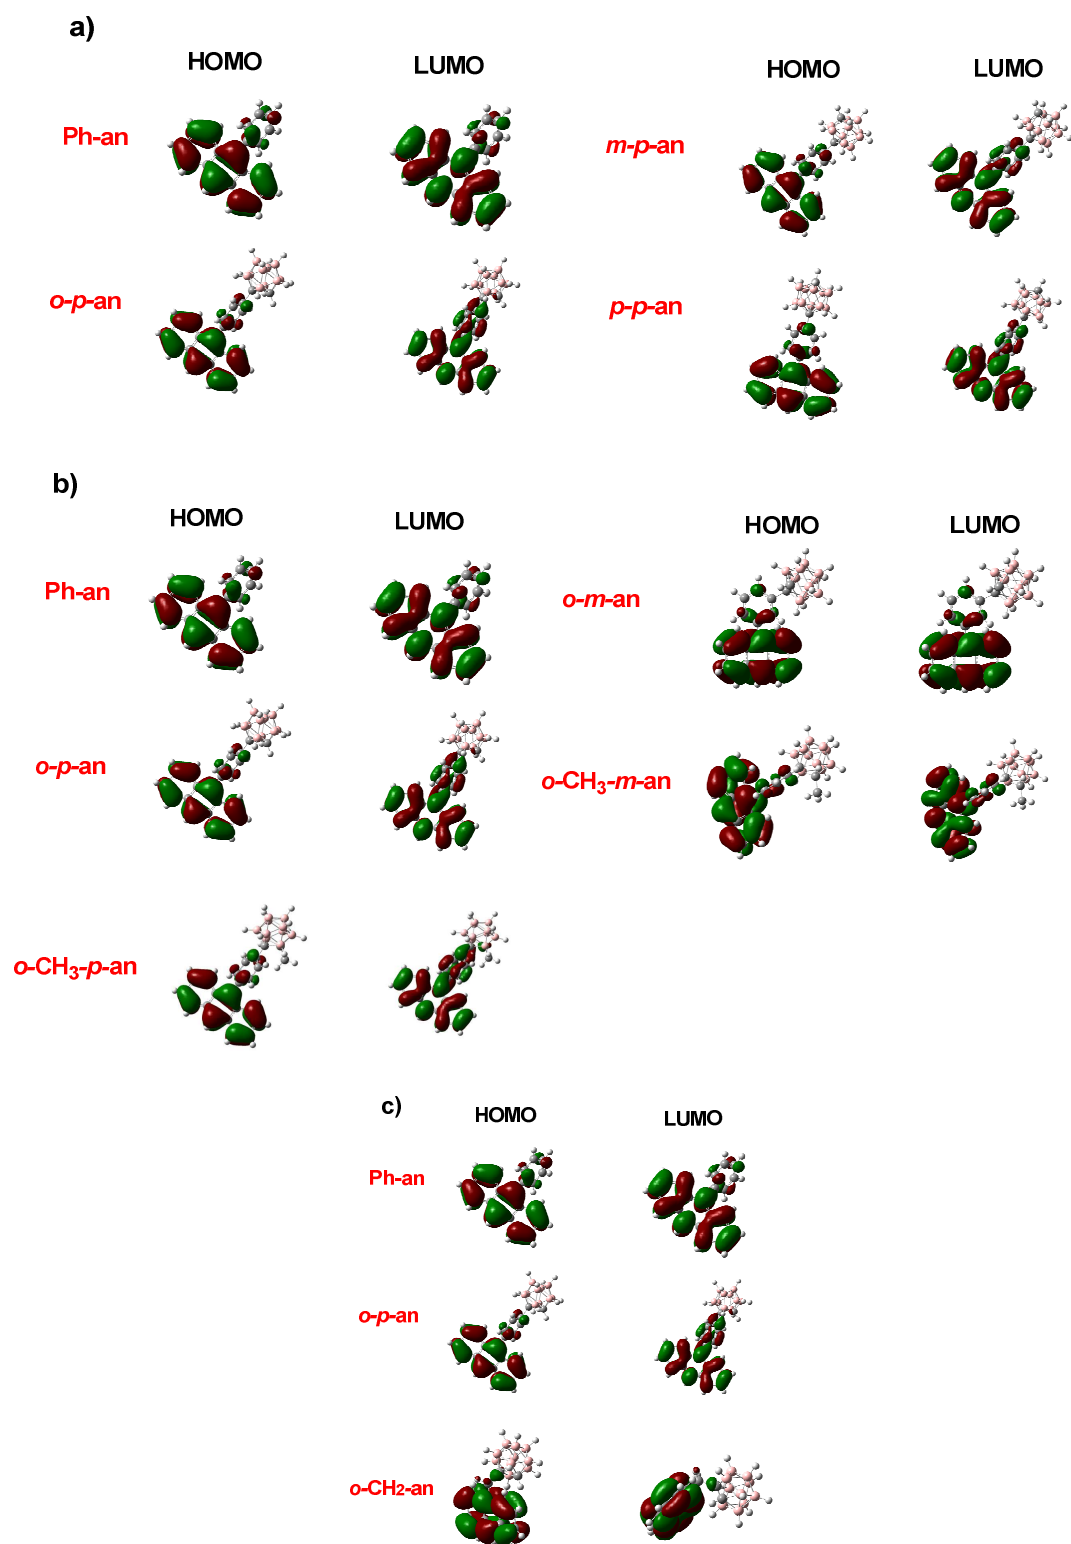 a)
HOMO LUMO HOMO LUMO
Ph-an m-p-an
o-p-an p-p-an
b)
HOMO LUMO HOMO LUMO
Ph-an o-m-an
o-p-an o-CH3-m-an
o-CH3-p-an
c)
HOMO LUMO
Ph-an
o-p-an
o-CH2-an